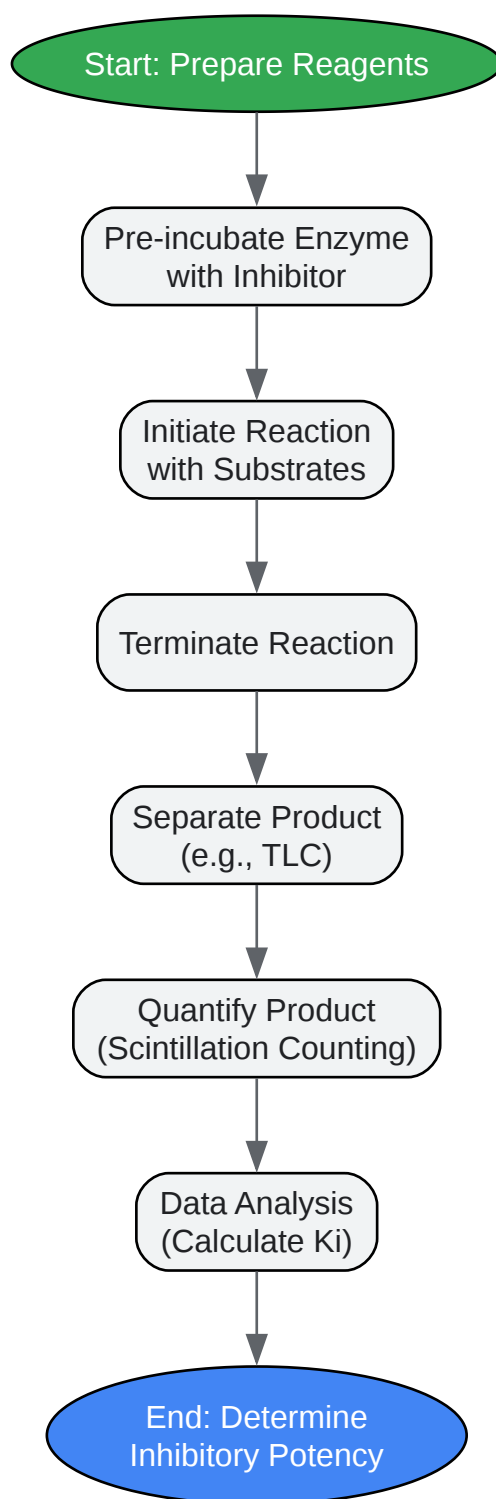 Start: Prepare Reagents
Pre-incubate Enzyme
with Inhibitor
Initiate Reaction
with Substrates
Terminate Reaction
Separate Product
(e.g., TLC)
Quantify Product
(Scintillation Counting)
Data Analysis
(Calculate Ki)
End: Determine
Inhibitory Potency